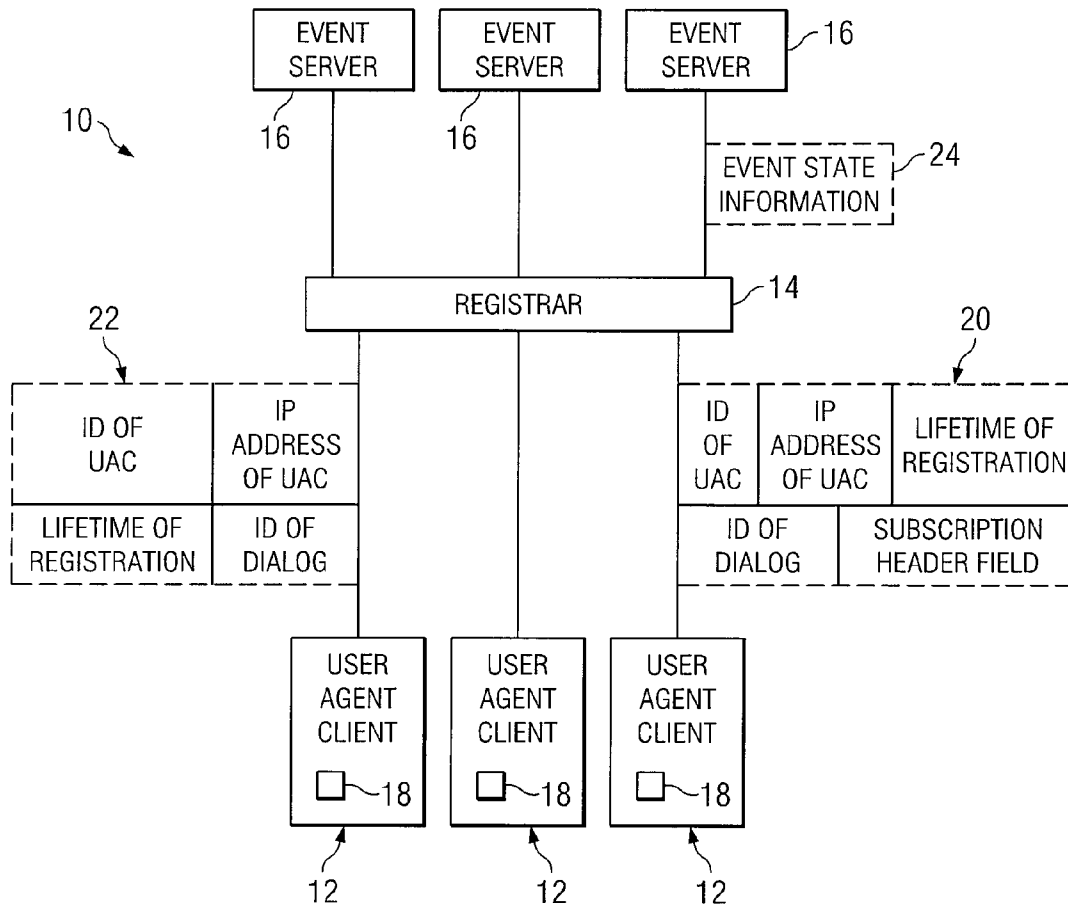 EVENT
SERVER
EVENT
SERVER
EVENT
SERVER
16
16
16
10
EVENT STATE
INFORMATION
24
REGISTRAR
14
22
20
ID OF
UAC
IP
ADDRESS
OF UAC
LIFETIME OF
REGISTRATION
ID OF
DIALOG
ID
OF
UAC
IP
ADDRESS
OF UAC
LIFETIME OF
REGISTRATION
ID OF
DIALOG
SUBSCRIPTION
HEADER FIELD
USER
AGENT
CLIENT
18
USER
AGENT
CLIENT
18
USER
AGENT
CLIENT
18
12
12
12